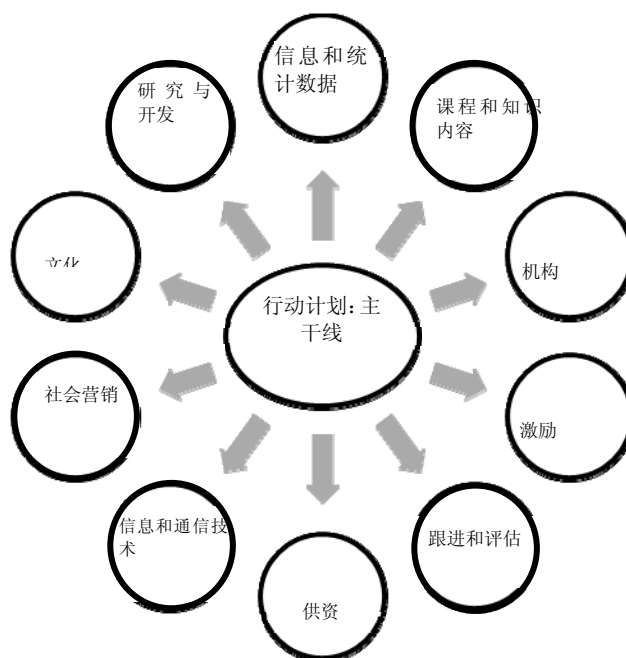 信息和统
计数据
研究与
开发
课程和知识
内容
文化
机构
行动计划：主
干线
社会营销
激励
信息和通信技
术
跟进和评估
供资